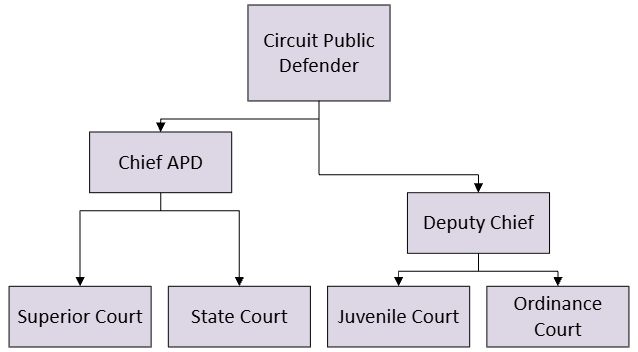 Circuit Public
Defender
Chief APD
Deputy Chief
Superior Court
State Court
Juvenile Court
Ordinance
Court